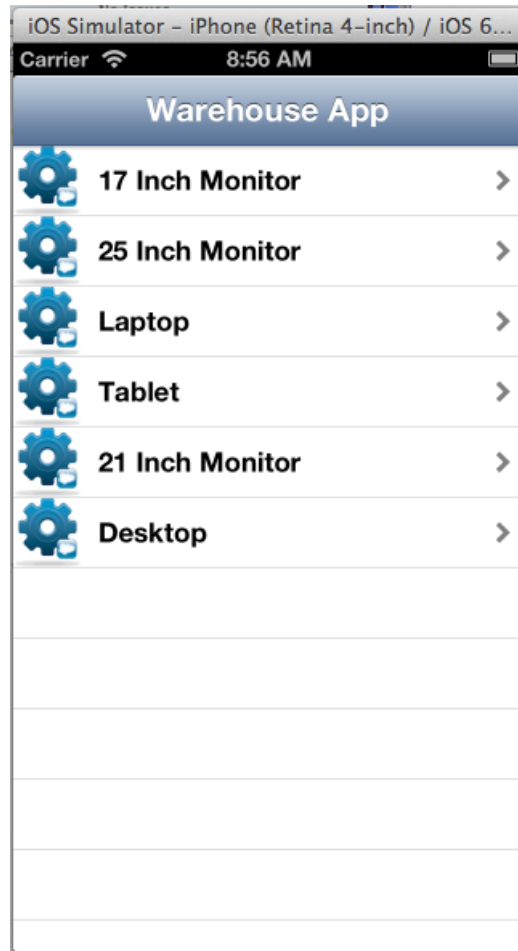 iOS Simulator – iPhone (Retina 4-inch) / iOS 6...
Carrier 8:56 AM
Warehouse App
17 Inch Monitor
25 Inch Monitor
Laptop
Tablet
21 Inch Monitor
Desktop